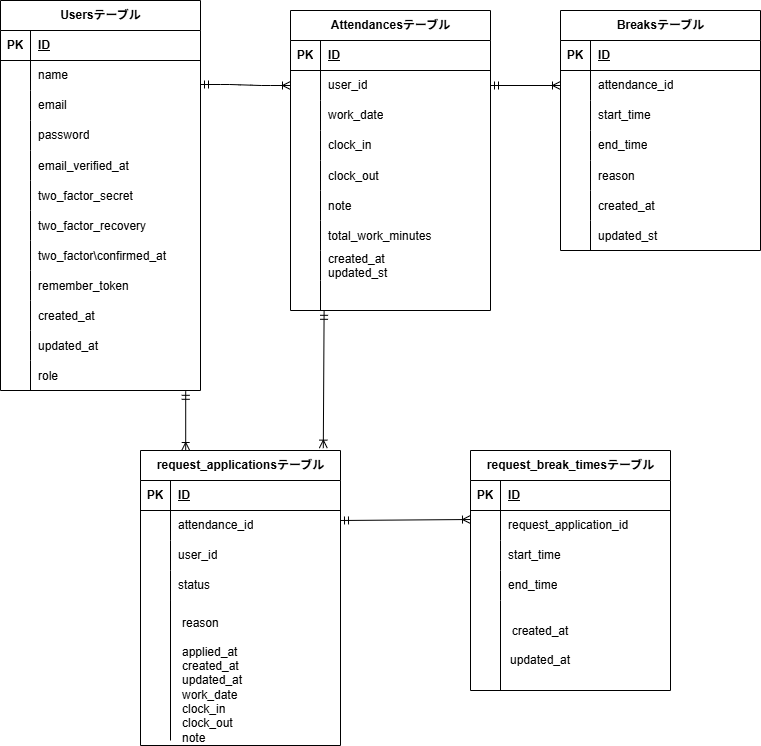 Usersテーブル
PK ID
name
email
password
email_verified_at
two_factor_secret
two_factor_recovery
two_factor\confirmed_at
remember_token
created_at
updated_at
role
Attendancesテーブル
PK ID
user_id
work_date
clock_in
clock_out
note
total_work_minutes
created_at
updated_st
Breaksテーブル
PK ID
attendance_id
start_time
end_time
reason
created_at
updated_st
request_applicationsテーブル
PK ID
attendance_id
user_id
status
reason
applied_at
created_at
updated_at
work_date
clock_in
clock_out
note
request_break_timesテーブル
PK ID
request_application_id
start_time
end_time
created_at
updated_at